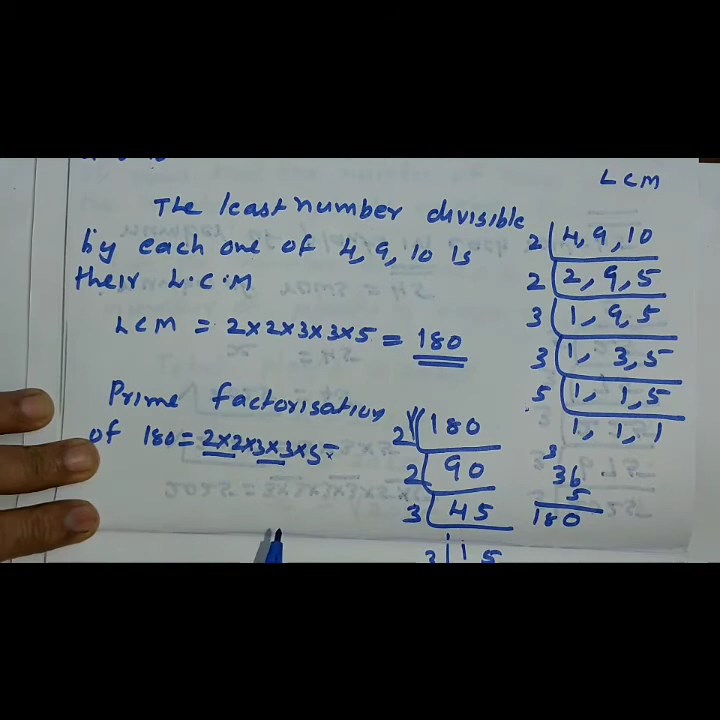 LCM
The least number divisible
by each one of 4, 9, 10 is
their L.C.M
LCM = 2×2×3×3×5 = 180
2 4, 9, 10
2 2, 9, 5
3 1, 9, 5
3 1, 3, 5
5 1, 1, 5
1, 1, 1
Prime factorisation
of 180 = 2×2×3×3×5
2 180
2 90
3 45
3 15
3
36
5
180